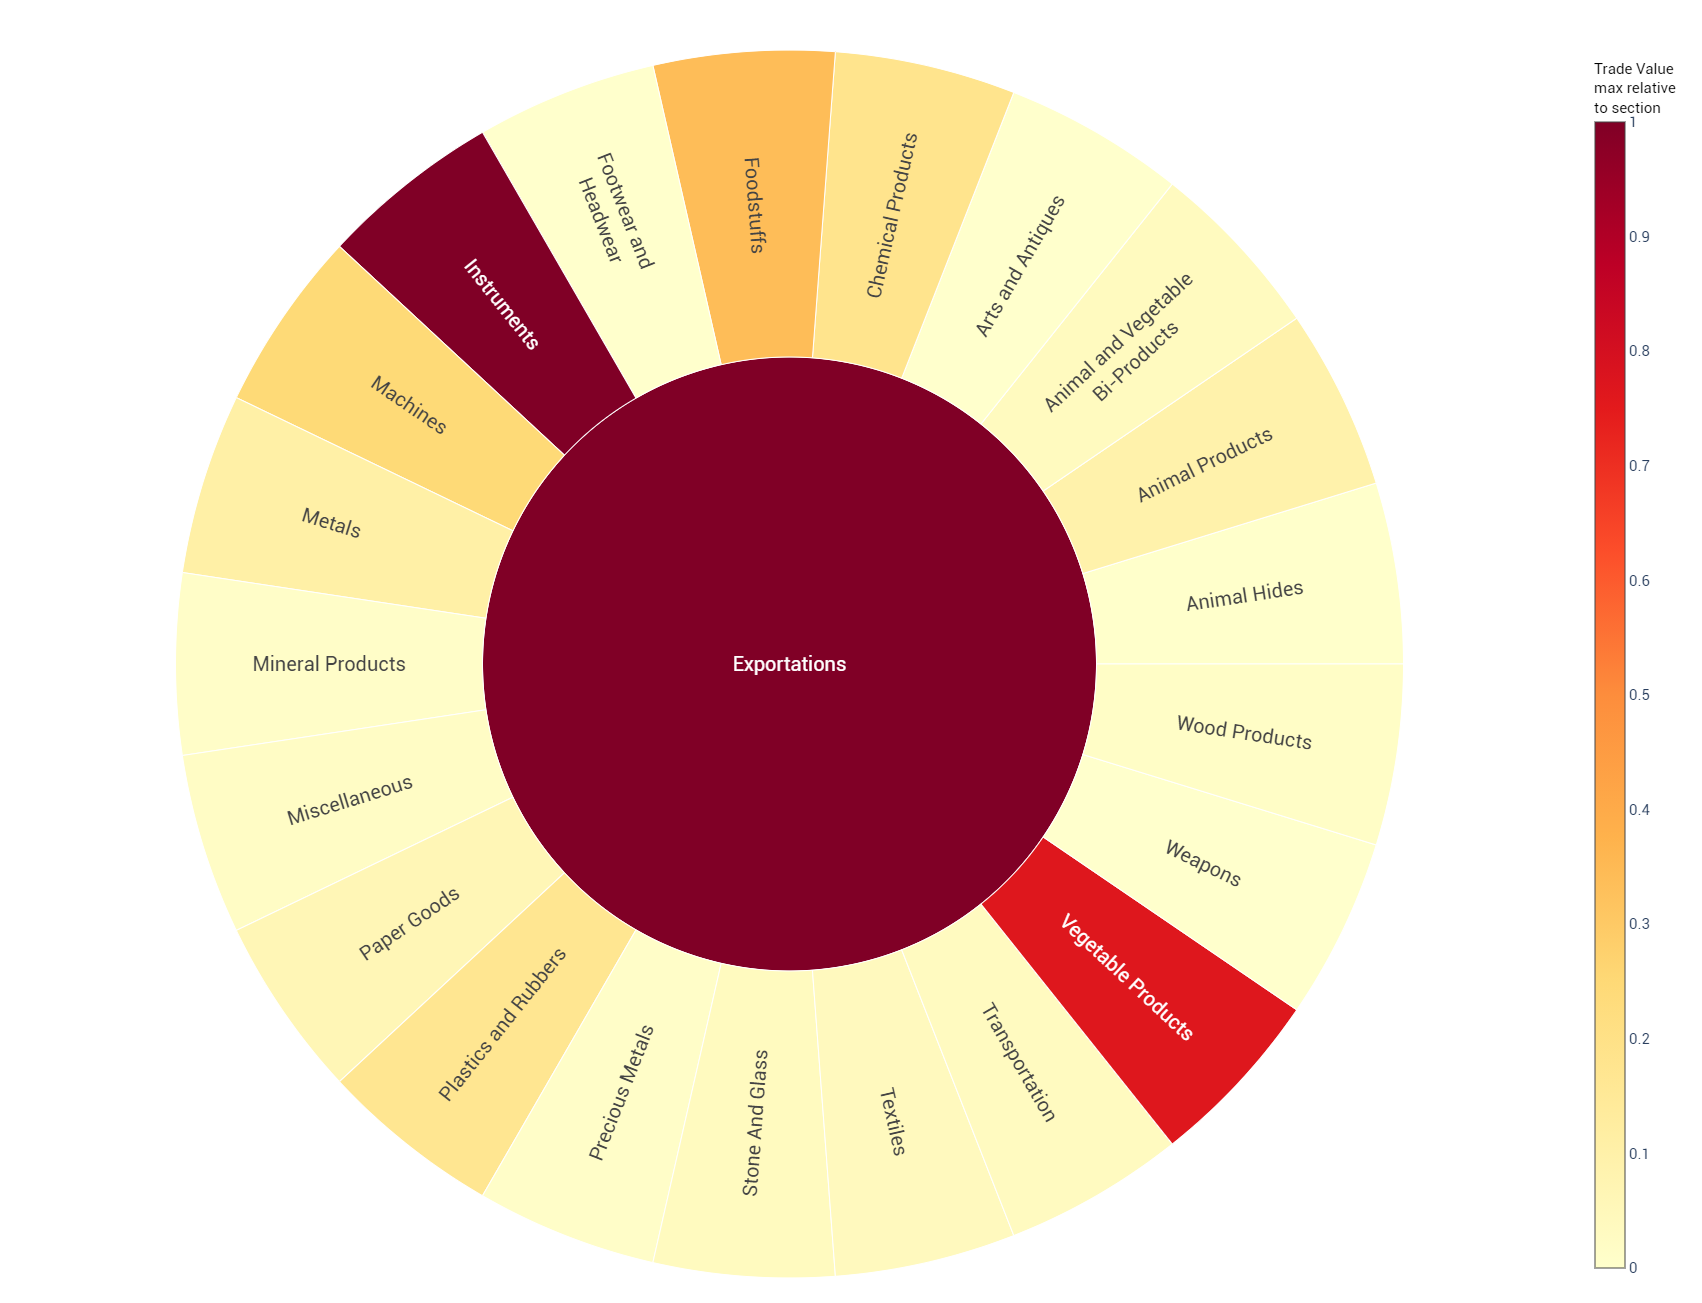 Trade Value
max relative
to section
1
0.9
0.8
0.7
0.6
0.5
0.4
0.3
0.2
0.1
0
Exportations
Foodstuffs
Chemical Products
Arts and Antiques
Animal and Vegetable
Bi-Products
Animal Products
Animal Hides
Wood Products
Weapons
Vegetable Products
Transportation
Textiles
Stone And Glass
Precious Metals
Plastics and Rubbers
Paper Goods
Miscellaneous
Mineral Products
Metals
Machines
Instruments
Footwear and
Headwear